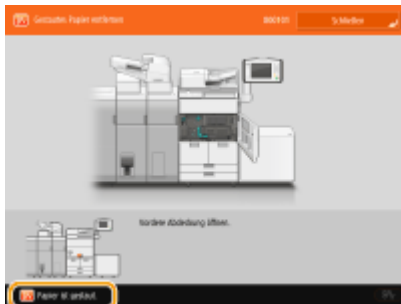 Gestautes Papier entfernen
Schließen
Vordere Abdeckung öffnen.
Papier ist gestaut.